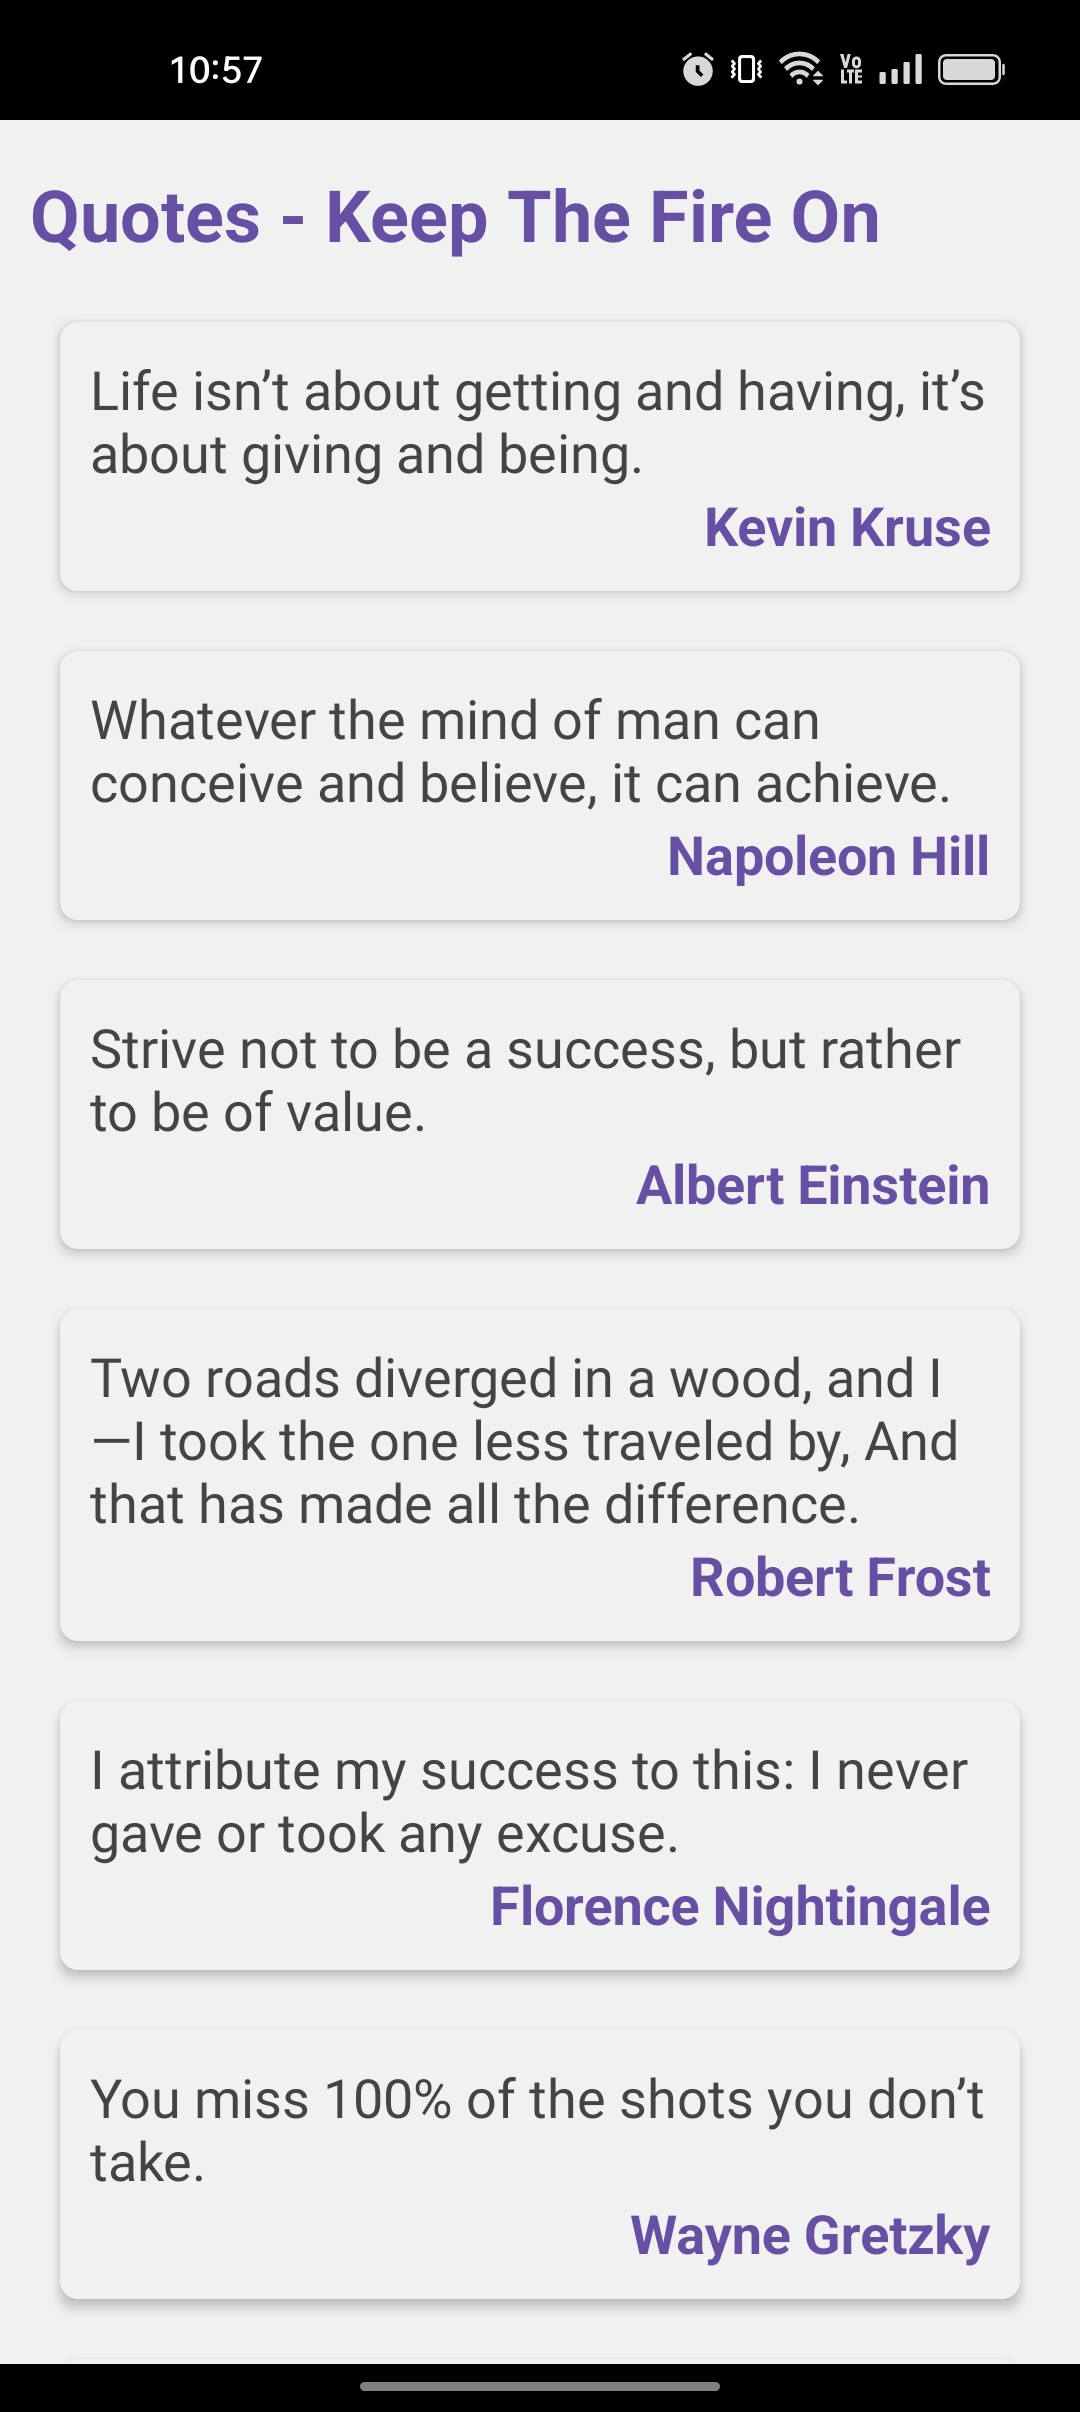 10:57
Vo
LTE
Quotes - Keep The Fire On
Life isn’t about getting and having, it’s
about giving and being.
Kevin Kruse
Whatever the mind of man can
conceive and believe, it can achieve.
Napoleon Hill
Strive not to be a success, but rather
to be of value.
Albert Einstein
Two roads diverged in a wood, and I
—I took the one less traveled by, And
that has made all the difference.
Robert Frost
I attribute my success to this: I never
gave or took any excuse.
Florence Nightingale
You miss 100% of the shots you don’t
take.
Wayne Gretzky